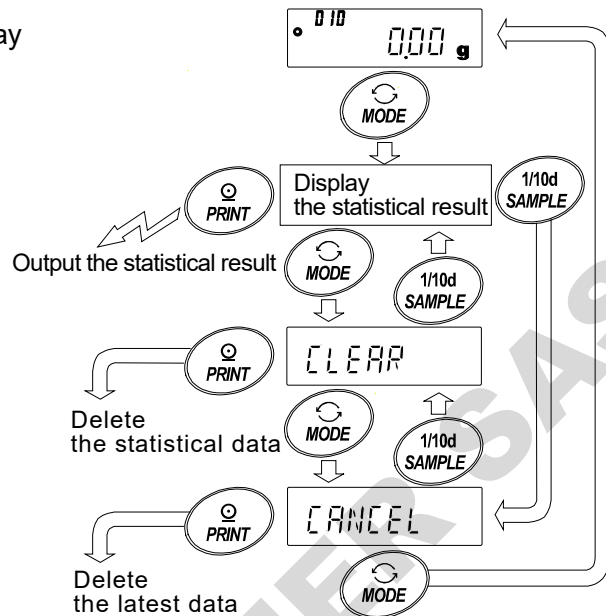 ay
010
0.00 g
MODE
PRINT
Display
the statistical result
1/10d
SAMPLE
Output the statistical result
MODE
1/10d
SAMPLE
PRINT
CLEAR
Delete
the statistical data
MODE
1/10d
SAMPLE
PRINT
CANCEL
Delete
the latest data
MODE